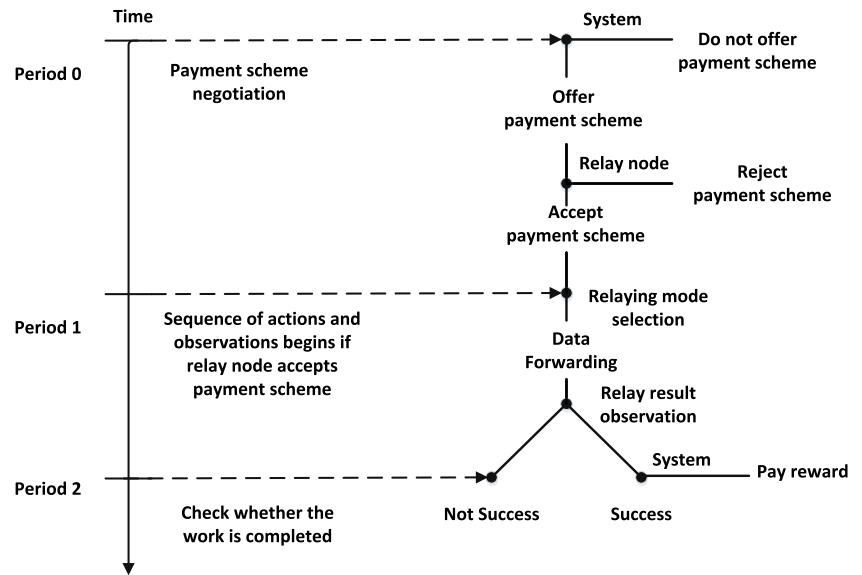 Time
System
Do not offer
payment scheme
Period 0
Payment scheme
negotiation
Offer
payment scheme
Relay node
Reject
payment scheme
Accept
payment scheme
Relaying mode
selection
Period 1
Sequence of actions and
observations begins if
relay node accepts
payment scheme
Data
Forwarding
Relay result
observation
System
Pay reward
Period 2
Check whether the
work is completed
Not Success
Success